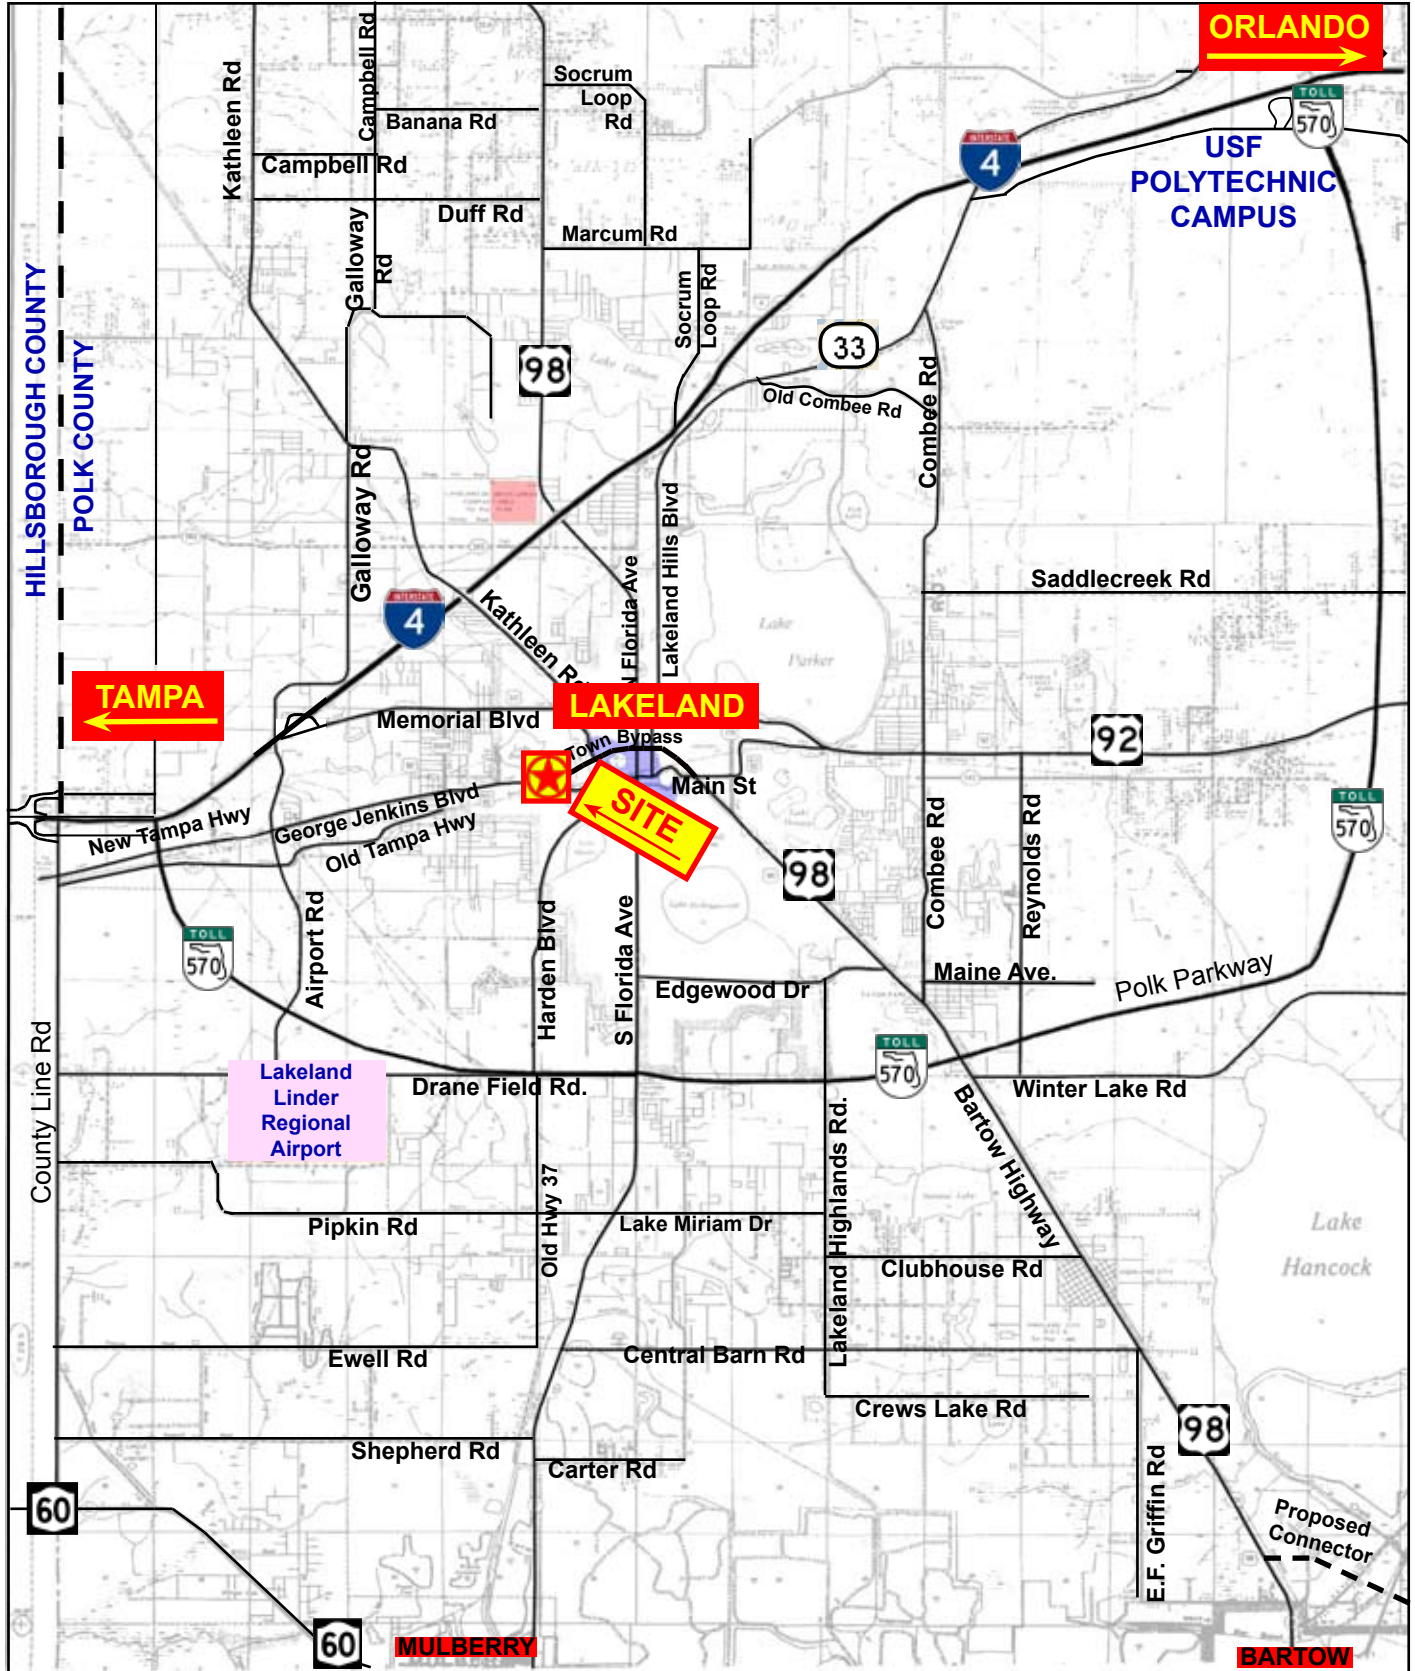 ORLANDO
TOLL
570
USF
POLYTECHNIC
CAMPUS
INTERSTATE
4
Kathleen Rd
Campbell Rd
Socrum
Loop
Rd
Banana Rd
Campbell Rd
Duff Rd
Marcum Rd
Galloway
Rd
Socrum
Loop Rd
HILLSBOROUGH COUNTY
POLK COUNTY
98
33
Old Combee Rd
Combee Rd
Galloway Rd
Lakeland Hills Blvd
N Florida Ave
Saddlecreek Rd
INTERSTATE
4
Kathleen Rd
Lake
Parker
TAMPA
LAKELAND
Memorial Blvd
Town Bypass
92
Main St
SITE
New Tampa Hwy
George Jenkins Blvd
Old Tampa Hwy
TOLL
570
98
Combee Rd
Reynolds Rd
Airport Rd
Harden Blvd
S Florida Ave
TOLL
570
Edgewood Dr
Maine Ave.
Polk Parkway
County Line Rd
Lakeland
Linder
Regional
Airport
Drane Field Rd.
TOLL
570
Winter Lake Rd
Bartow Highway
Lakeland Highlands Rd.
Old Hwy 37
Pipkin Rd
Lake Miriam Dr
Clubhouse Rd
Lake
Hancock
Ewell Rd
Central Barn Rd
Crews Lake Rd
Shepherd Rd
Carter Rd
98
E.F. Griffin Rd
60
Proposed
Connector
60
MULBERRY
BARTOW